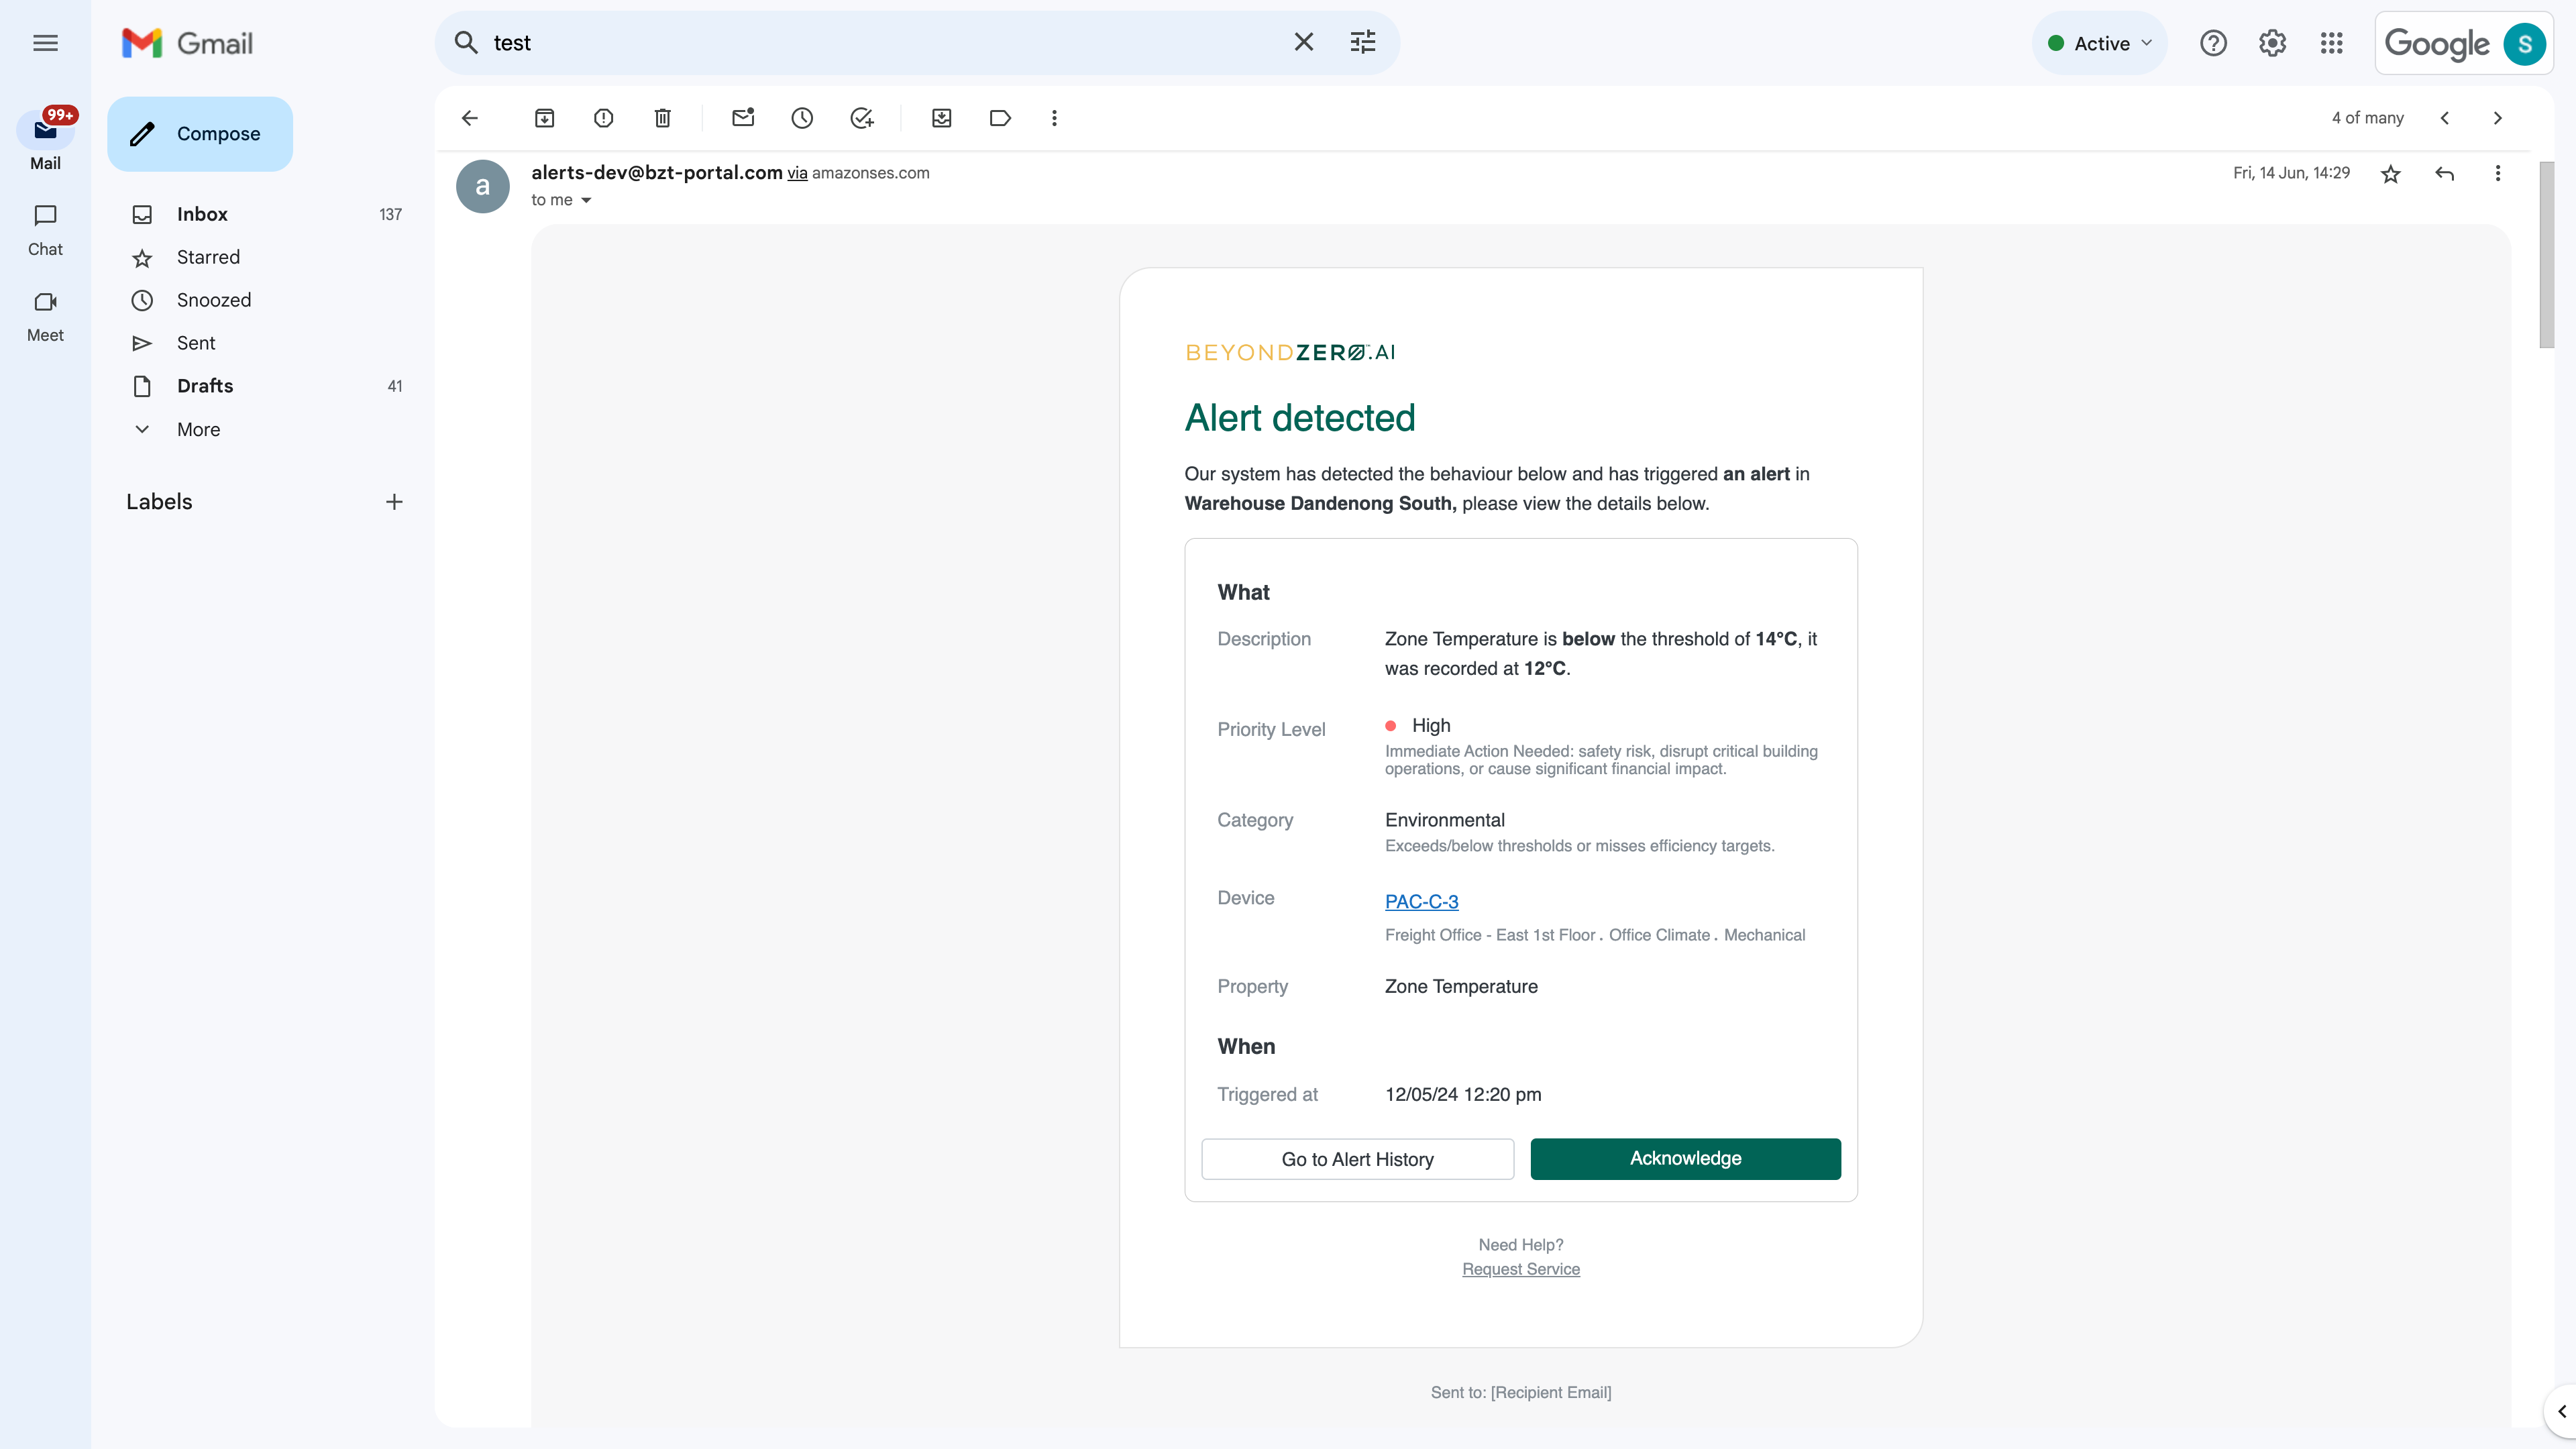 Gmail
test
Active
Google
S
99+
Mail
Chat
Meet
Compose
Inbox 137
Starred
Snoozed
Sent
Drafts 41
More
Labels
4 of many
a
alerts-dev@bzt-portal.com via amazonses.com
Fri, 14 Jun, 14:29
to me
BEYONDZERO.AI
Alert detected
Our system has detected the behaviour below and has triggered an alert in
Warehouse Dandenong South, please view the details below.
What
Description Zone Temperature is below the threshold of 14°C, it
was recorded at 12°C.
Priority Level High
Immediate Action Needed: safety risk, disrupt critical building
operations, or cause significant financial impact.
Category Environmental
Exceeds/below thresholds or misses efficiency targets.
Device PAC-C-3
Freight Office - East 1st Floor . Office Climate . Mechanical
Property Zone Temperature
When
Triggered at 12/05/24 12:20 pm
Go to Alert History Acknowledge
Need Help?
Request Service
Sent to: [Recipient Email]